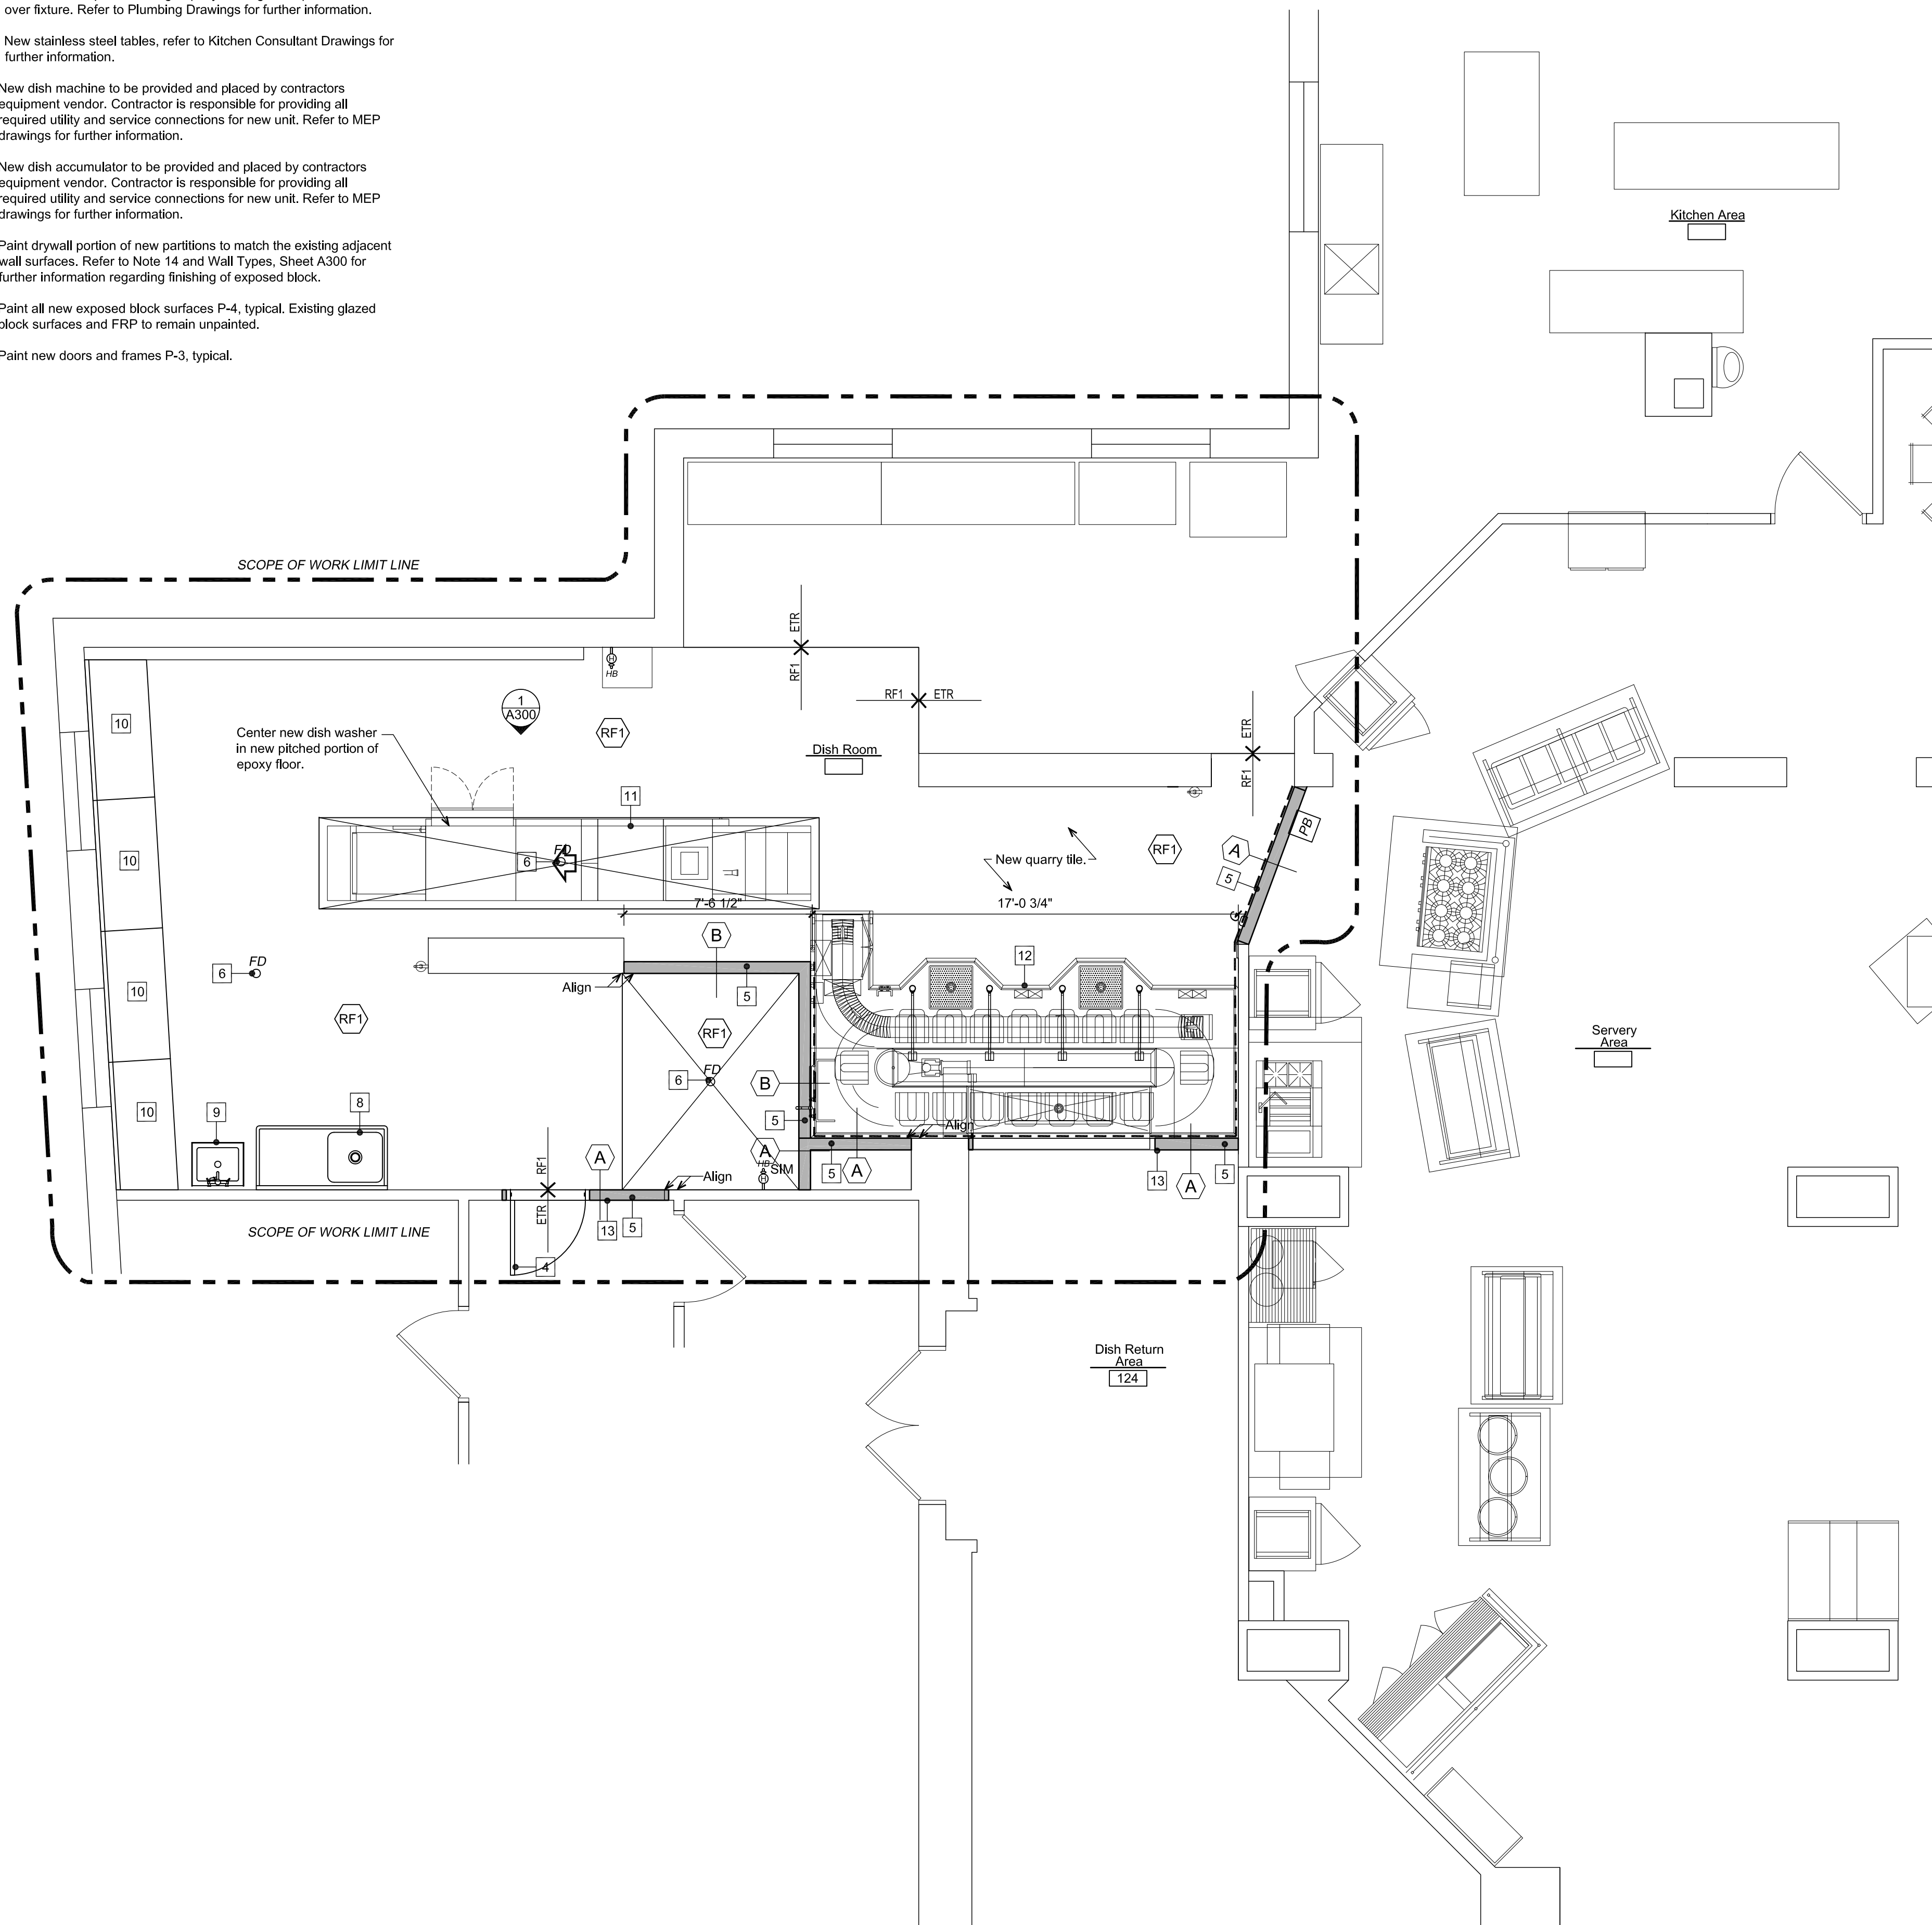 over fixture. Refer to Plumbing Drawings for further information.
New stainless steel tables, refer to Kitchen Consultant Drawings for
further information.
New dish machine to be provided and placed by contractors
equipment vendor. Contractor is responsible for providing all
required utility and service connections for new unit. Refer to MEP
drawings for further information.
New dish accumulator to be provided and placed by contractors
equipment vendor. Contractor is responsible for providing all
required utility and service connections for new unit. Refer to MEP
drawings for further information.
Paint drywall portion of new partitions to match the existing adjacent
wall surfaces. Refer to Note 14 and Wall Types, Sheet A300 for
further information regarding finishing of exposed block.
Paint all new exposed block surfaces P-4, typical. Existing glazed
block surfaces and FRP to remain unpainted.
Paint new doors and frames P-3, typical.
Kitchen Area
SCOPE OF WORK LIMIT LINE
ETR
RF1
H
HB
RF1 ETR
1
A300
10
RF1
Center new dish washer
in new pitched portion of
epoxy floor.
Dish Room
ETR
RF1
11
PB
A
5
RF1
New quarry tile.
10
6
FD
7'-6 1/2"
17'-0 3/4"
B
12
6
FD
5
Align
10
RF1
RF1
Servery
Area
6
FD
B
10
9
8
5
Align
A
RF1
ETR
A
HB
H
SIM
Align
5
A
13
A
5
13
5
SCOPE OF WORK LIMIT LINE
4
Dish Return
Area
124